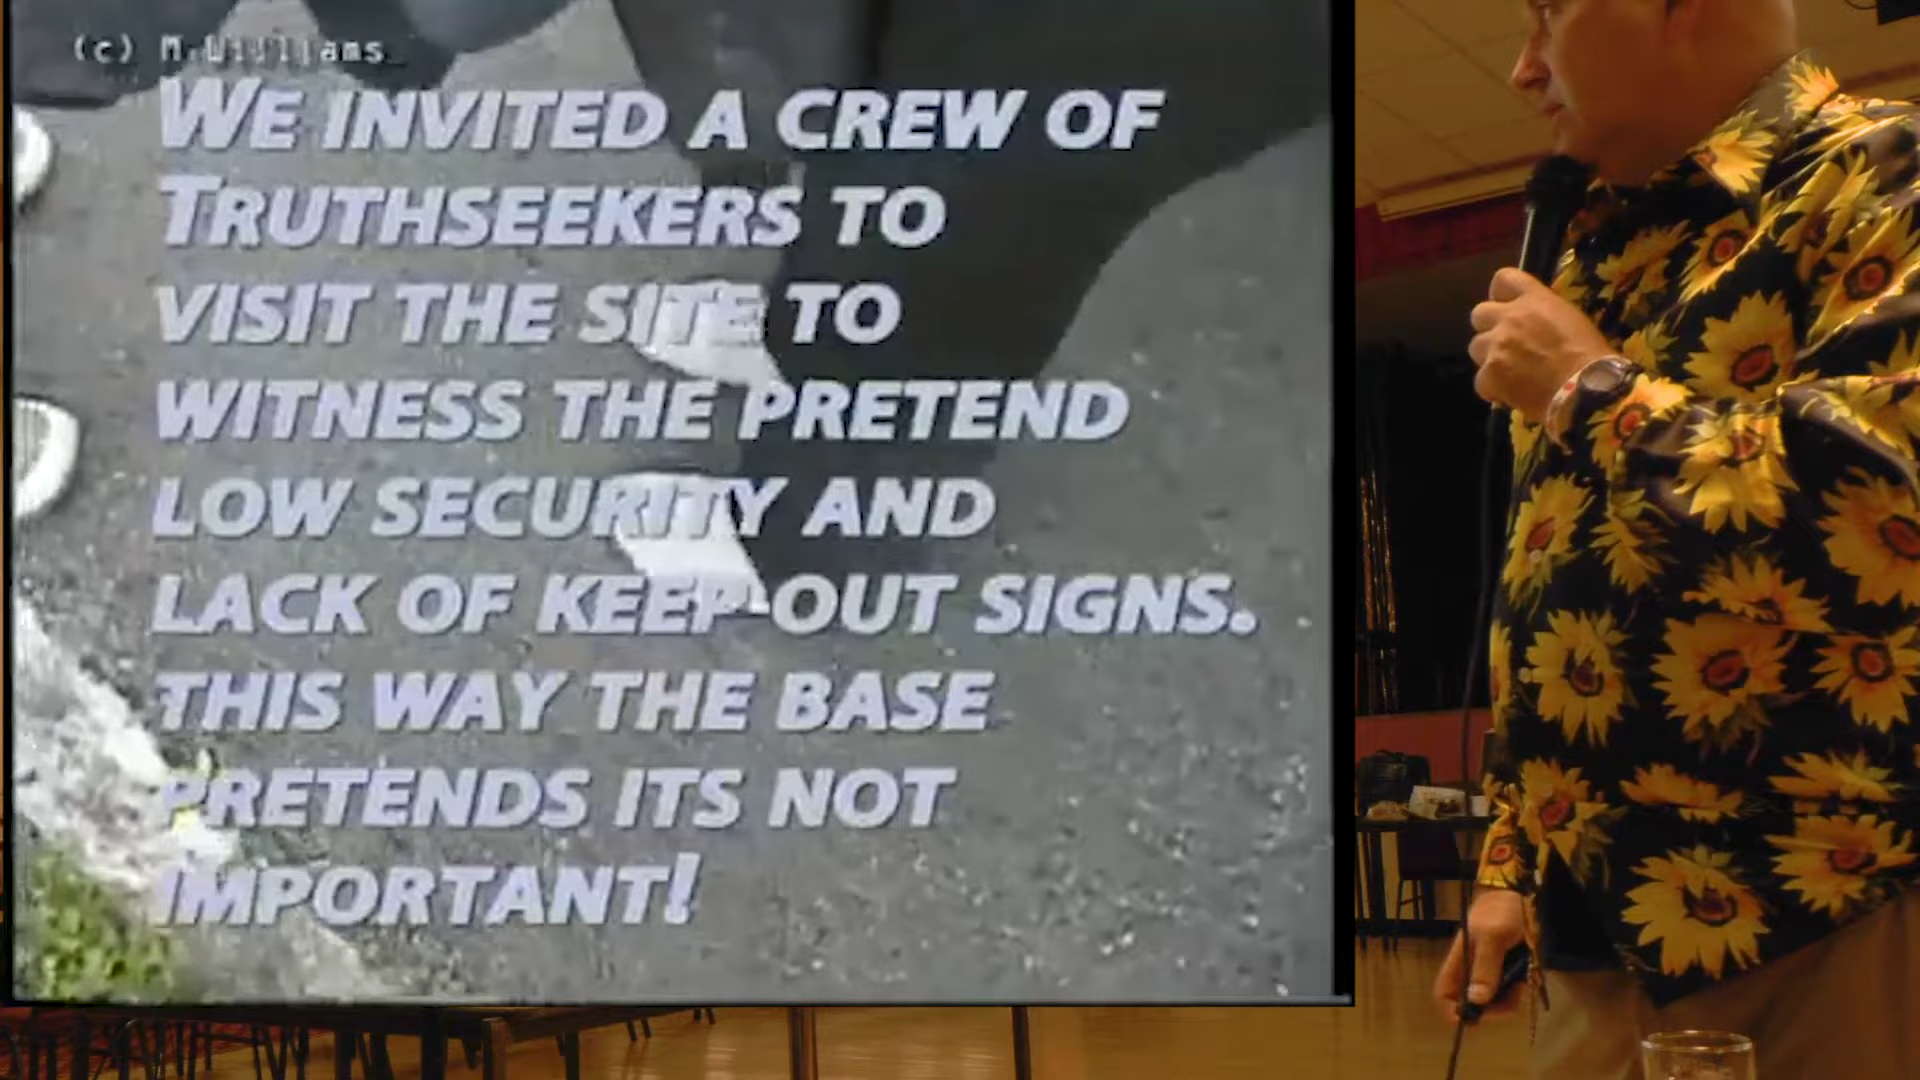 (c) M.Williams
WE INVITED A CREW OF
TRUTHSEEKERS TO
VISIT THE SITE TO
WITNESS THE PRETEND
LOW SECURITY AND
LACK OF KEEP-OUT SIGNS.
THIS WAY THE BASE
PRETENDS ITS NOT
IMPORTANT!